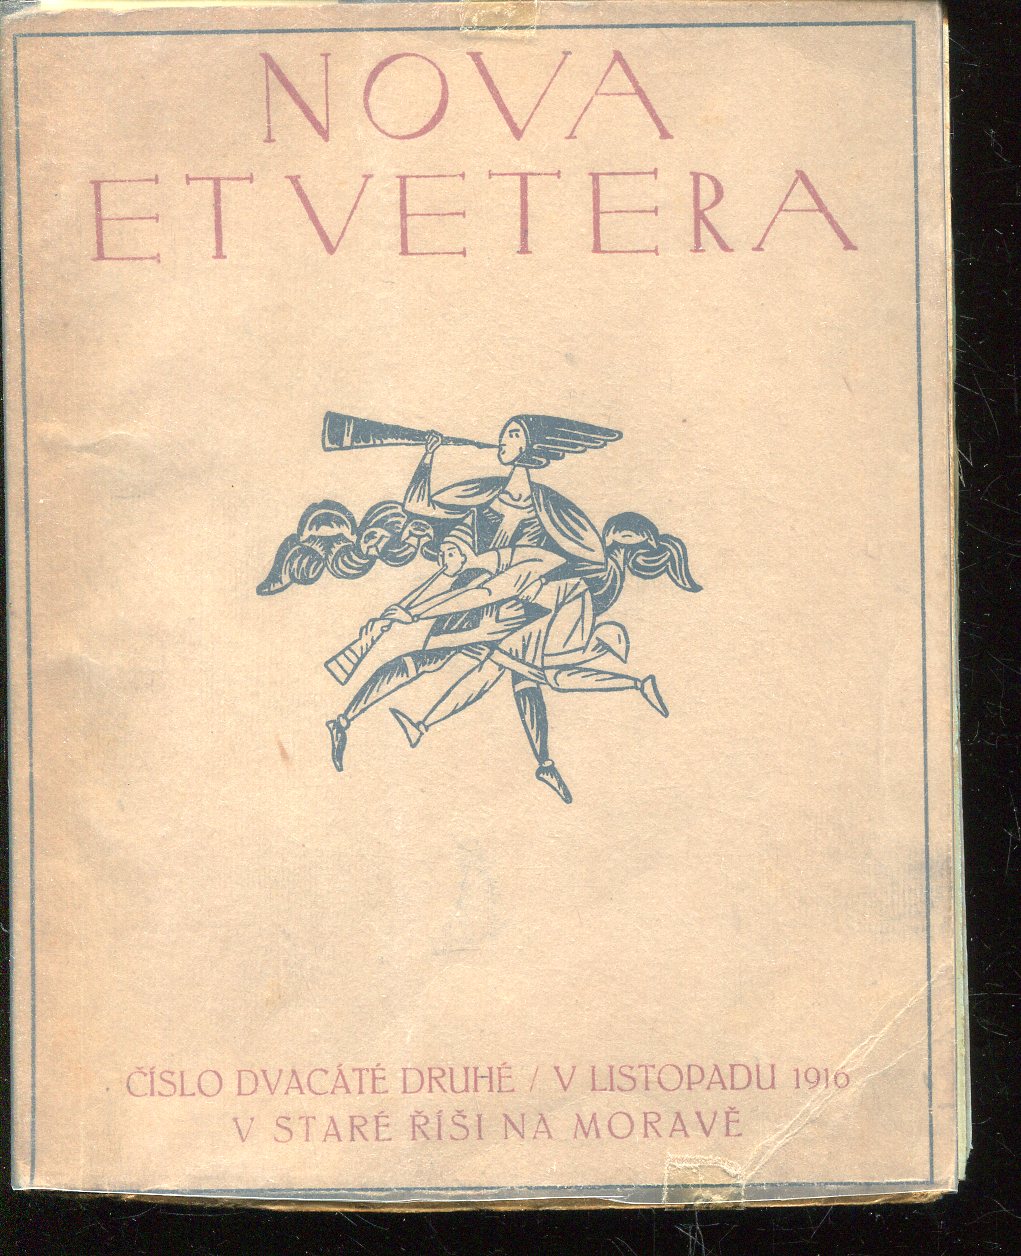 NOVA
ET VETERA
ČÍSLO DVACÁTÉ DRUHÉ / V LISTOPADU 1916
V STARÉ ŘÍŠI NA MORAVĚ